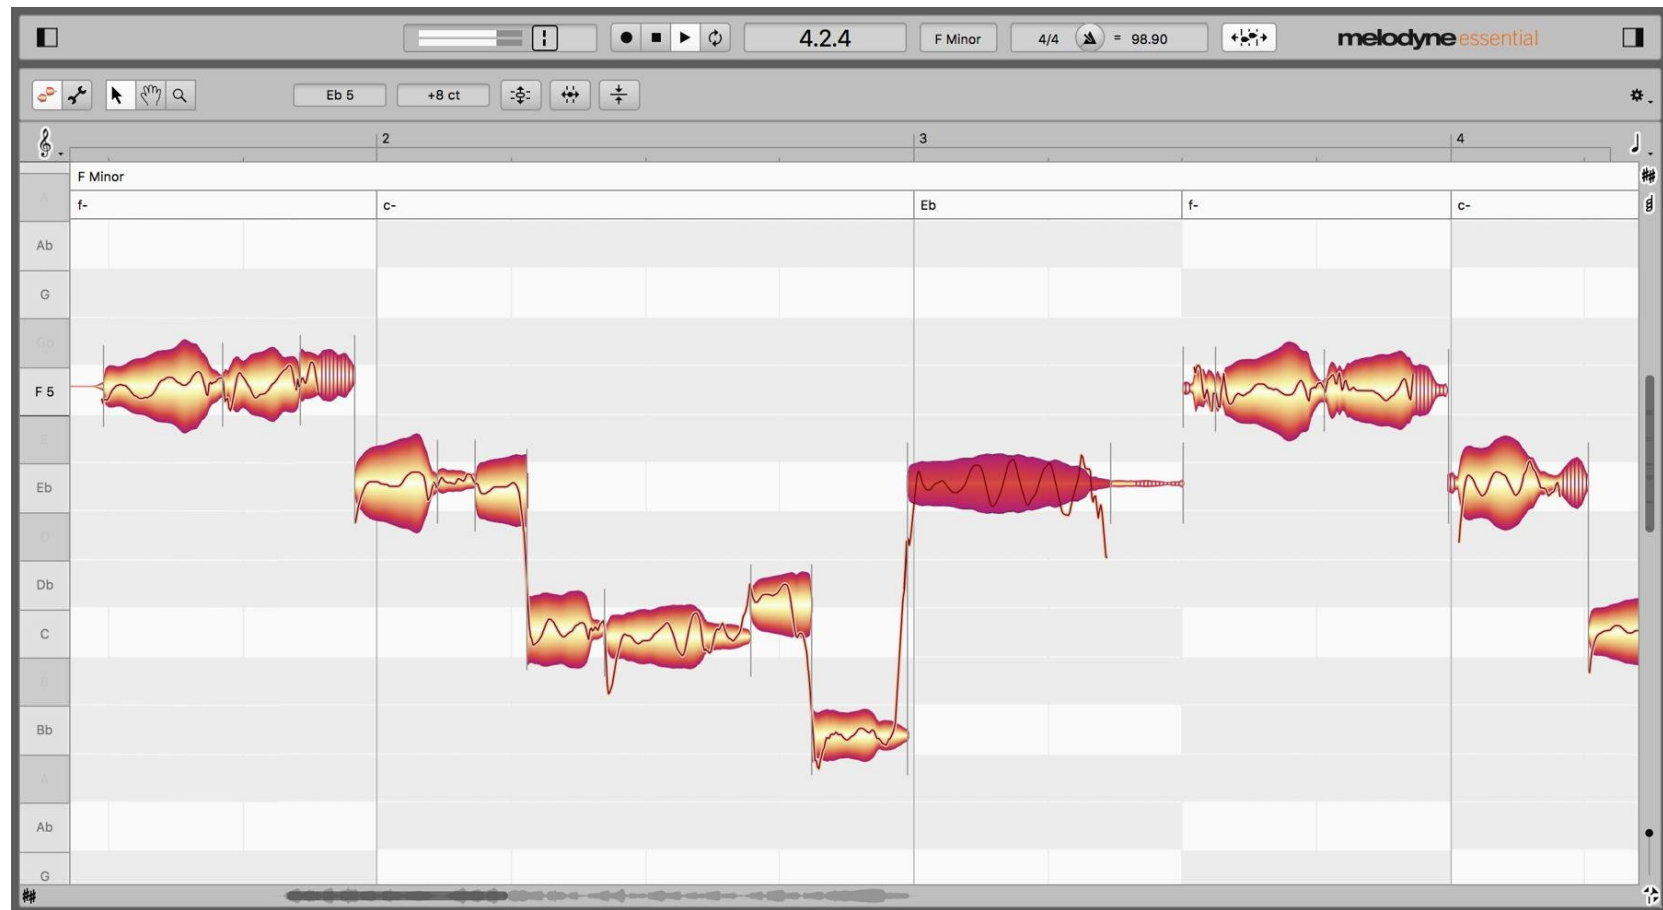 4.2.4 F Minor 4/4 = 98.90 melodyne essential
Eb 5 +8 ct
2 3 4
F Minor
f- c- Eb f- c-
A
Ab
G
Gb
F 5
E
Eb
D
Db
C
B
Bb
A
Ab
G